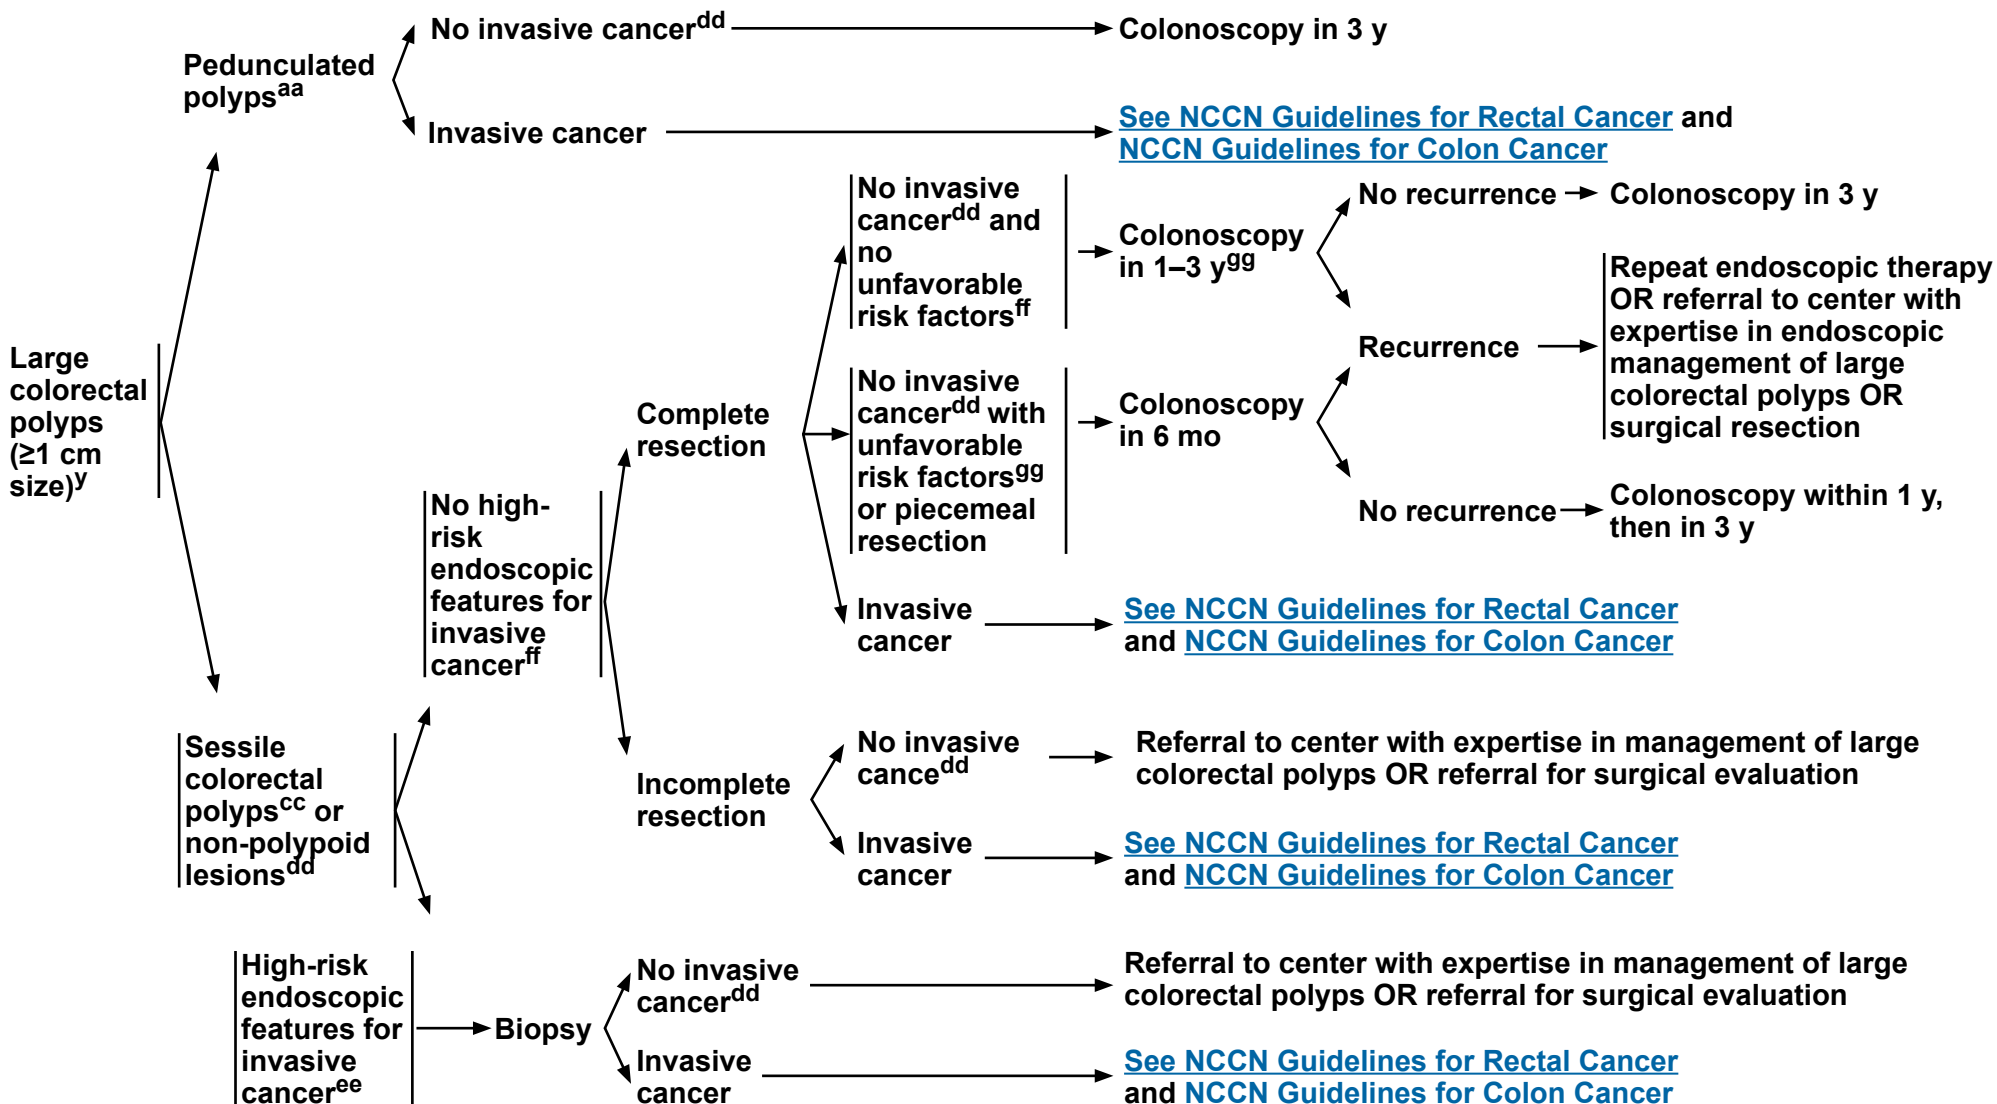 Large
colorectal
polyps
(≥1 cm
size)y
Pedunculated
polypsaa
No invasive cancerdd
Colonoscopy in 3 y
Invasive cancer
See NCCN Guidelines for Rectal Cancer and
NCCN Guidelines for Colon Cancer
Sessile
colorectal
polypscc or
non-polypoid
lesionsdd
No high-
risk
endoscopic
features for
invasive
cancerff
Complete
resection
No invasive
cancerdd and
no
unfavorable
risk factorsff
Colonoscopy
in 1–3 ygg
No recurrence
Colonoscopy in 3 y
Recurrence
Repeat endoscopic therapy
OR referral to center with
expertise in endoscopic
management of large
colorectal polyps OR
surgical resection
No invasive
cancerdd with
unfavorable
risk factorsgg
or piecemeal
resection
Colonoscopy
in 6 mo
No recurrence
Colonoscopy within 1 y,
then in 3 y
Invasive
cancer
See NCCN Guidelines for Rectal Cancer
and NCCN Guidelines for Colon Cancer
Incomplete
resection
No invasive
cancedd
Referral to center with expertise in management of large
colorectal polyps OR referral for surgical evaluation
Invasive
cancer
See NCCN Guidelines for Rectal Cancer
and NCCN Guidelines for Colon Cancer
High-risk
endoscopic
features for
invasive
canceree
Biopsy
No invasive
cancerdd
Referral to center with expertise in management of large
colorectal polyps OR referral for surgical evaluation
Invasive
cancer
See NCCN Guidelines for Rectal Cancer
and NCCN Guidelines for Colon Cancer